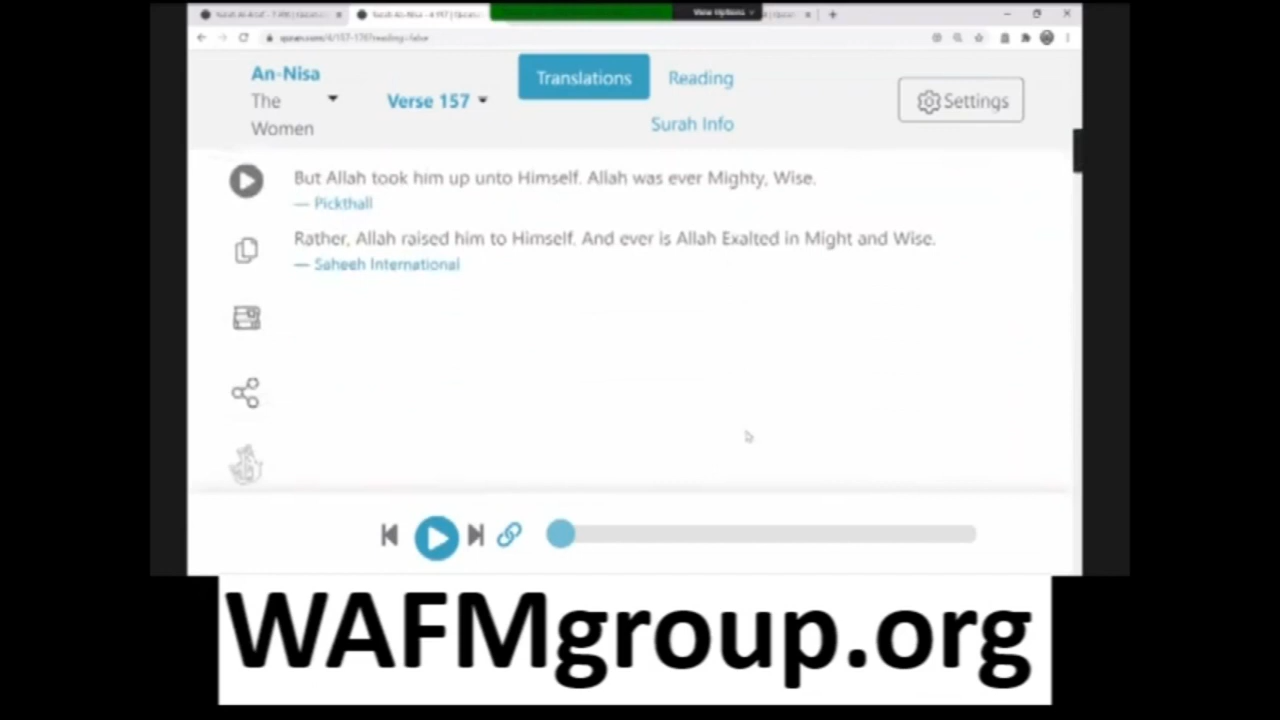 View Options
An-Nisa
The
Women
Verse 157
Translations
Reading
Surah Info
Settings
But Allah took him up unto Himself. Allah was ever Mighty, Wise.
— Pickthall
Rather, Allah raised him to Himself. And ever is Allah Exalted in Might and Wise.
— Saheeh International
WAFMgroup.org